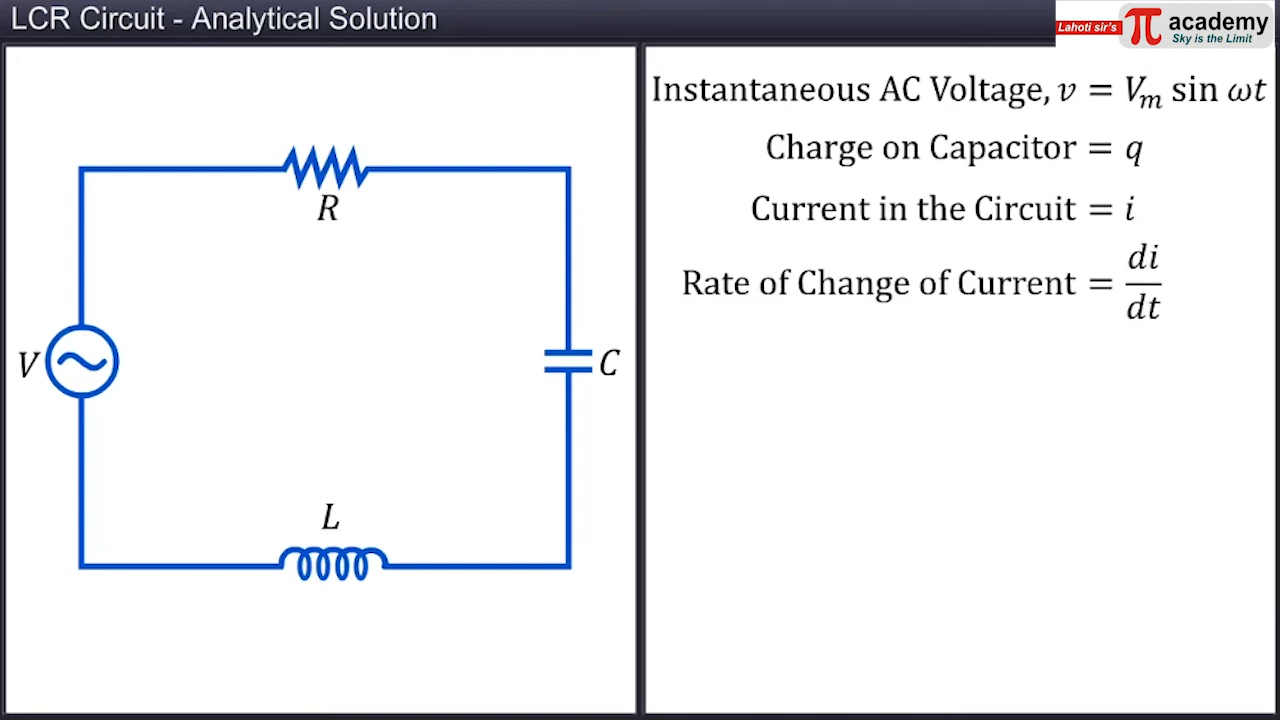 LCR Circuit - Analytical Solution
Lahoti sir's π academy
Sky is the Limit
Instantaneous AC Voltage, v = Vₘ sin ωt
Charge on Capacitor = q
Current in the Circuit = i
Rate of Change of Current = di/dt
R
V
C
L